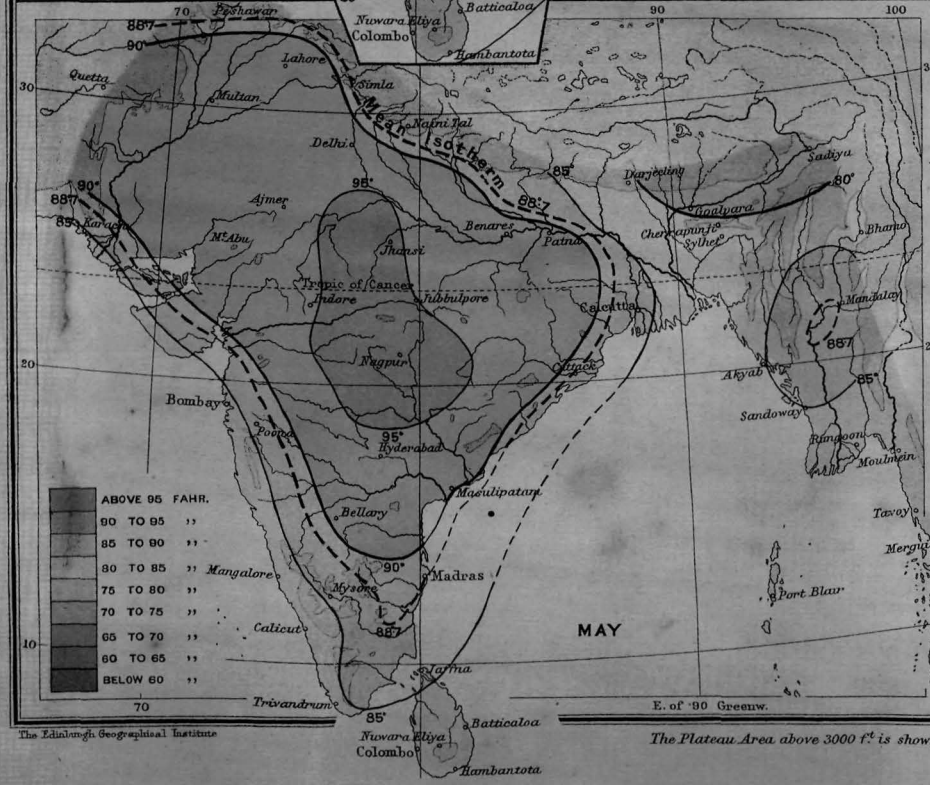 Batticaloa
Nuwara Eliya
Colombo
Hambantota
70
90
100
Peshawar
88·7
90°
Lahore
Quetta
30
Multan
Simla
Mean Isotherm
Naini Tal
Delhi
85°
Darjeeling
Sadiya
80°
95°
90°
88·7
85°
Karachi
Ajmer
88·7
Goalpara
Benares
Patna
Cherrapunji
Sylhet
Bhamo
Mt. Abu
Jhansi
Tropic of Cancer
Indore
Jubbulpore
Calcutta
Mandalay
88·7
20
Nagpur
Cuttack
Akyab
85°
Bombay
Sandoway
Poona
95°
Hyderabad
Rangoon
Moulmein
Masulipatam
Bellary
Tavoy
ABOVE 95 FAHR.
90 TO 95 ,,
85 TO 90 ,,
80 TO 85 ,,
75 TO 80 ,,
70 TO 75 ,,
65 TO 70 ,,
60 TO 65 ,,
BELOW 60 ,,
Mergui
90°
Mangalore
Madras
Mysore
Port Blair
Calicut
88·7
MAY
10
Jaffna
70
Trivandrum
85°
E. of 90 Greenw.
Batticaloa
The Edinburgh Geographical Institute
Nuwara Eliya
The Plateau Area above 3000 f.t is show
Colombo
Hambantota